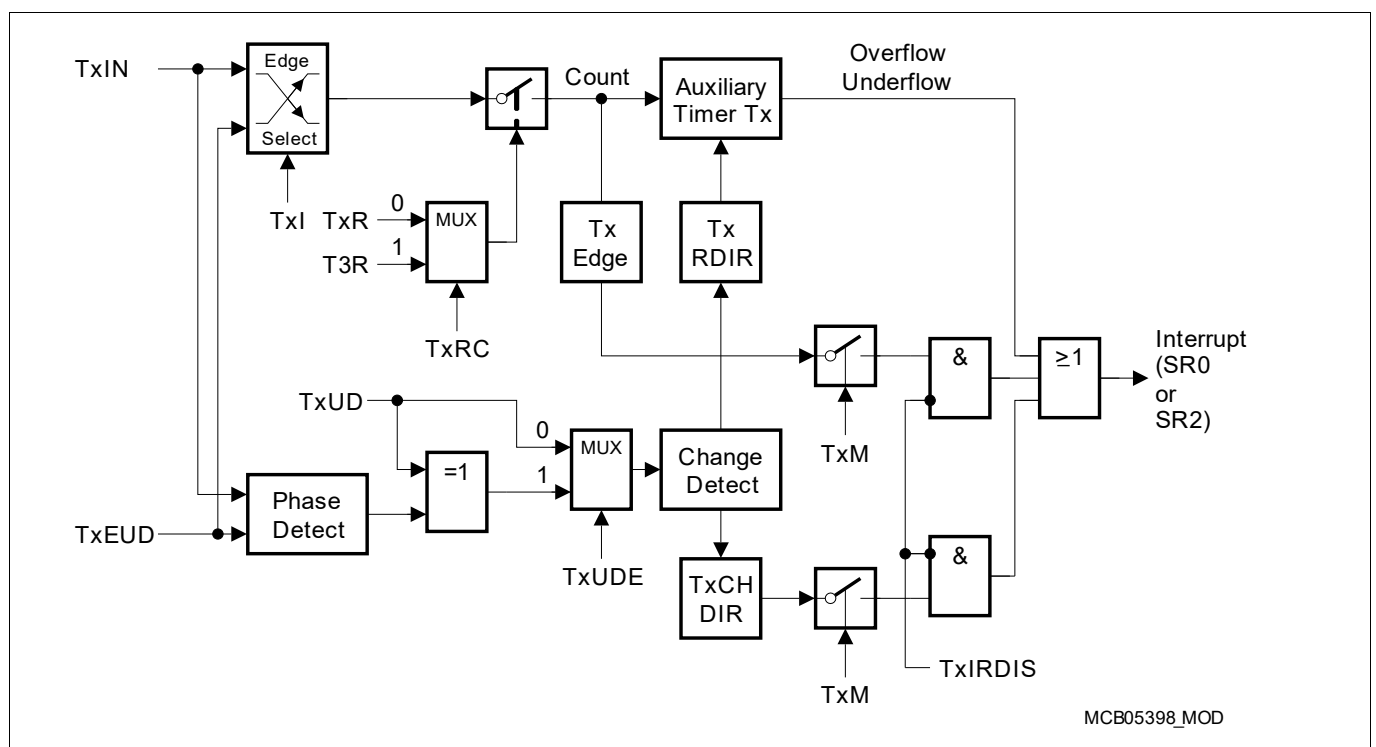 TxIN
Edge
Select
TxI
Count
Auxiliary
Timer Tx
Overflow
Underflow
TxR
0
T3R
1
MUX
TxRC
Tx
Edge
Tx
RDIR
TxM
&
≥1
Interrupt
(SR0
or
SR2)
TxUD
0
1
=1
MUX
Change
Detect
Phase
Detect
TxEUD
TxUDE
TxCH
DIR
TxM
&
TxIRDIS
MCB05398_MOD